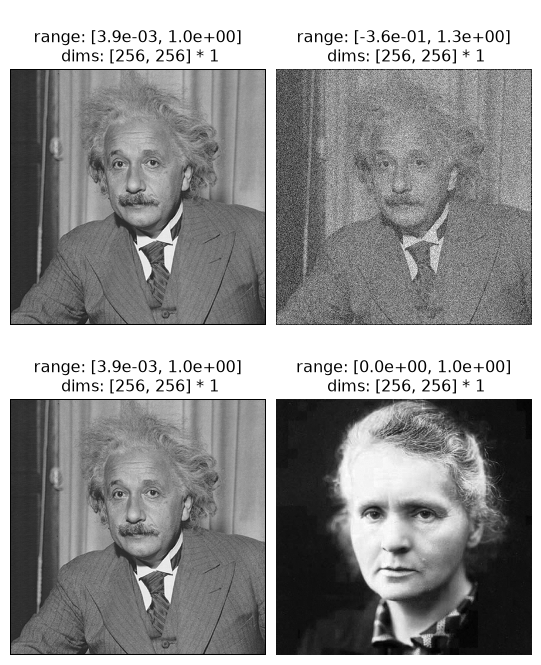 range: [3.9e-03, 1.0e+00]
dims: [256, 256] * 1
range: [-3.6e-01, 1.3e+00]
dims: [256, 256] * 1
range: [3.9e-03, 1.0e+00]
dims: [256, 256] * 1
range: [0.0e+00, 1.0e+00]
dims: [256, 256] * 1